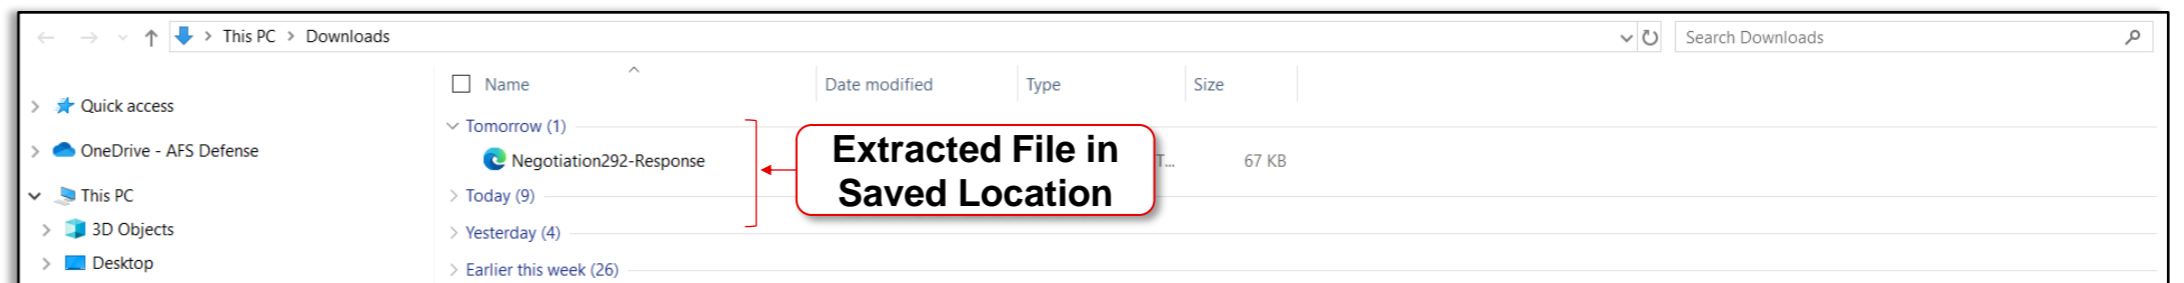 This PC > Downloads
Search Downloads
Name
Date modified
Type
Size
Quick access
Tomorrow (1)
OneDrive - AFS Defense
Negotiation292-Response
T...
67 KB
Extracted File in
Saved Location
This PC
Today (9)
3D Objects
Yesterday (4)
Desktop
Earlier this week (26)